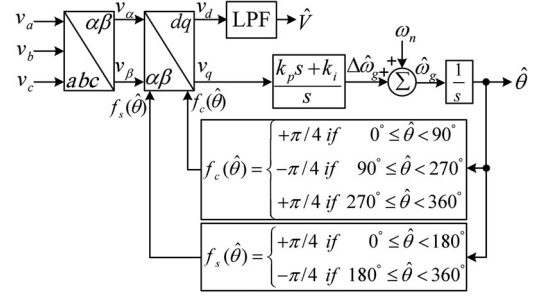 v_a
v_b
v_c
αβ
abc
v_α
v_β
dq
αβ
v_d
v_q
LPF
V̂
f_s(θ̂)
f_c(θ̂)
k_p s + k_i
s
Δω̂_g
+
+
ω_n
Σ
ω̂_g
1
s
θ̂
f_c(θ̂) = { +π/4 if 0° ≤ θ̂ < 90°
−π/4 if 90° ≤ θ̂ < 270°
+π/4 if 270° ≤ θ̂ < 360°
f_s(θ̂) = { +π/4 if 0° ≤ θ̂ < 180°
−π/4 if 180° ≤ θ̂ < 360°